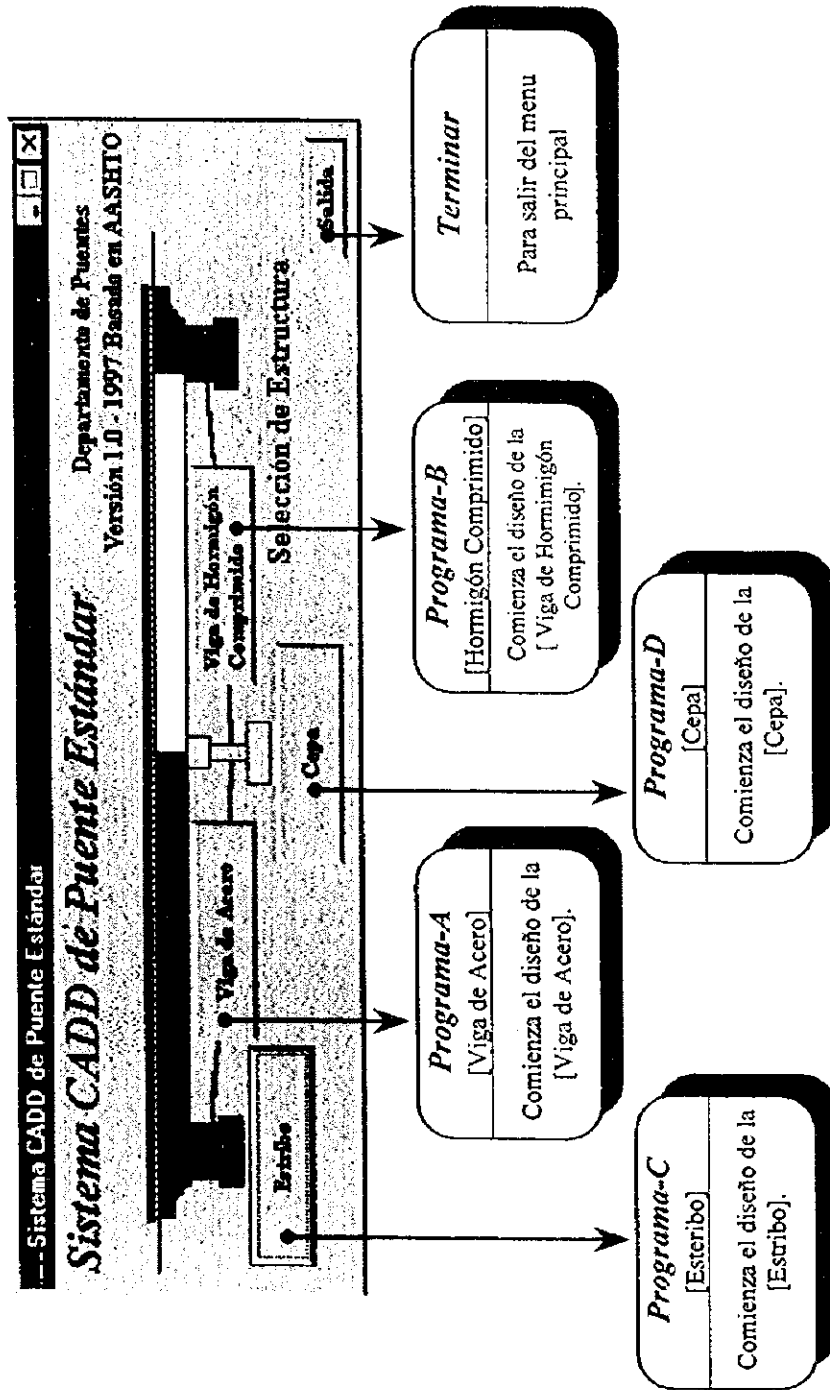 Sistema CADD de Puente Estándar
Sistema CADD de Puente Estándar
Departamento de Puentes
Versión 1.0 - 1997 Basado en AASHTO
Estribo
Viga de Acero
Cepa
Viga de Hormigón
Comprimido
Selección de Estructura
Salida
Programa-C
[Esteribo]
Comienza el diseño de la
[Estribo].
Programa-A
[Viga de Acero]
Comienza el diseño de la
[Viga de Acero].
Programa-D
[Cepa]
Comienza el diseño de la
[Cepa].
Programa-B
[Hormigón Comprimido]
Comienza el diseño de la
[ Viga de Hormimigón
Comprimido].
Terminar
Para salir del menu
principal